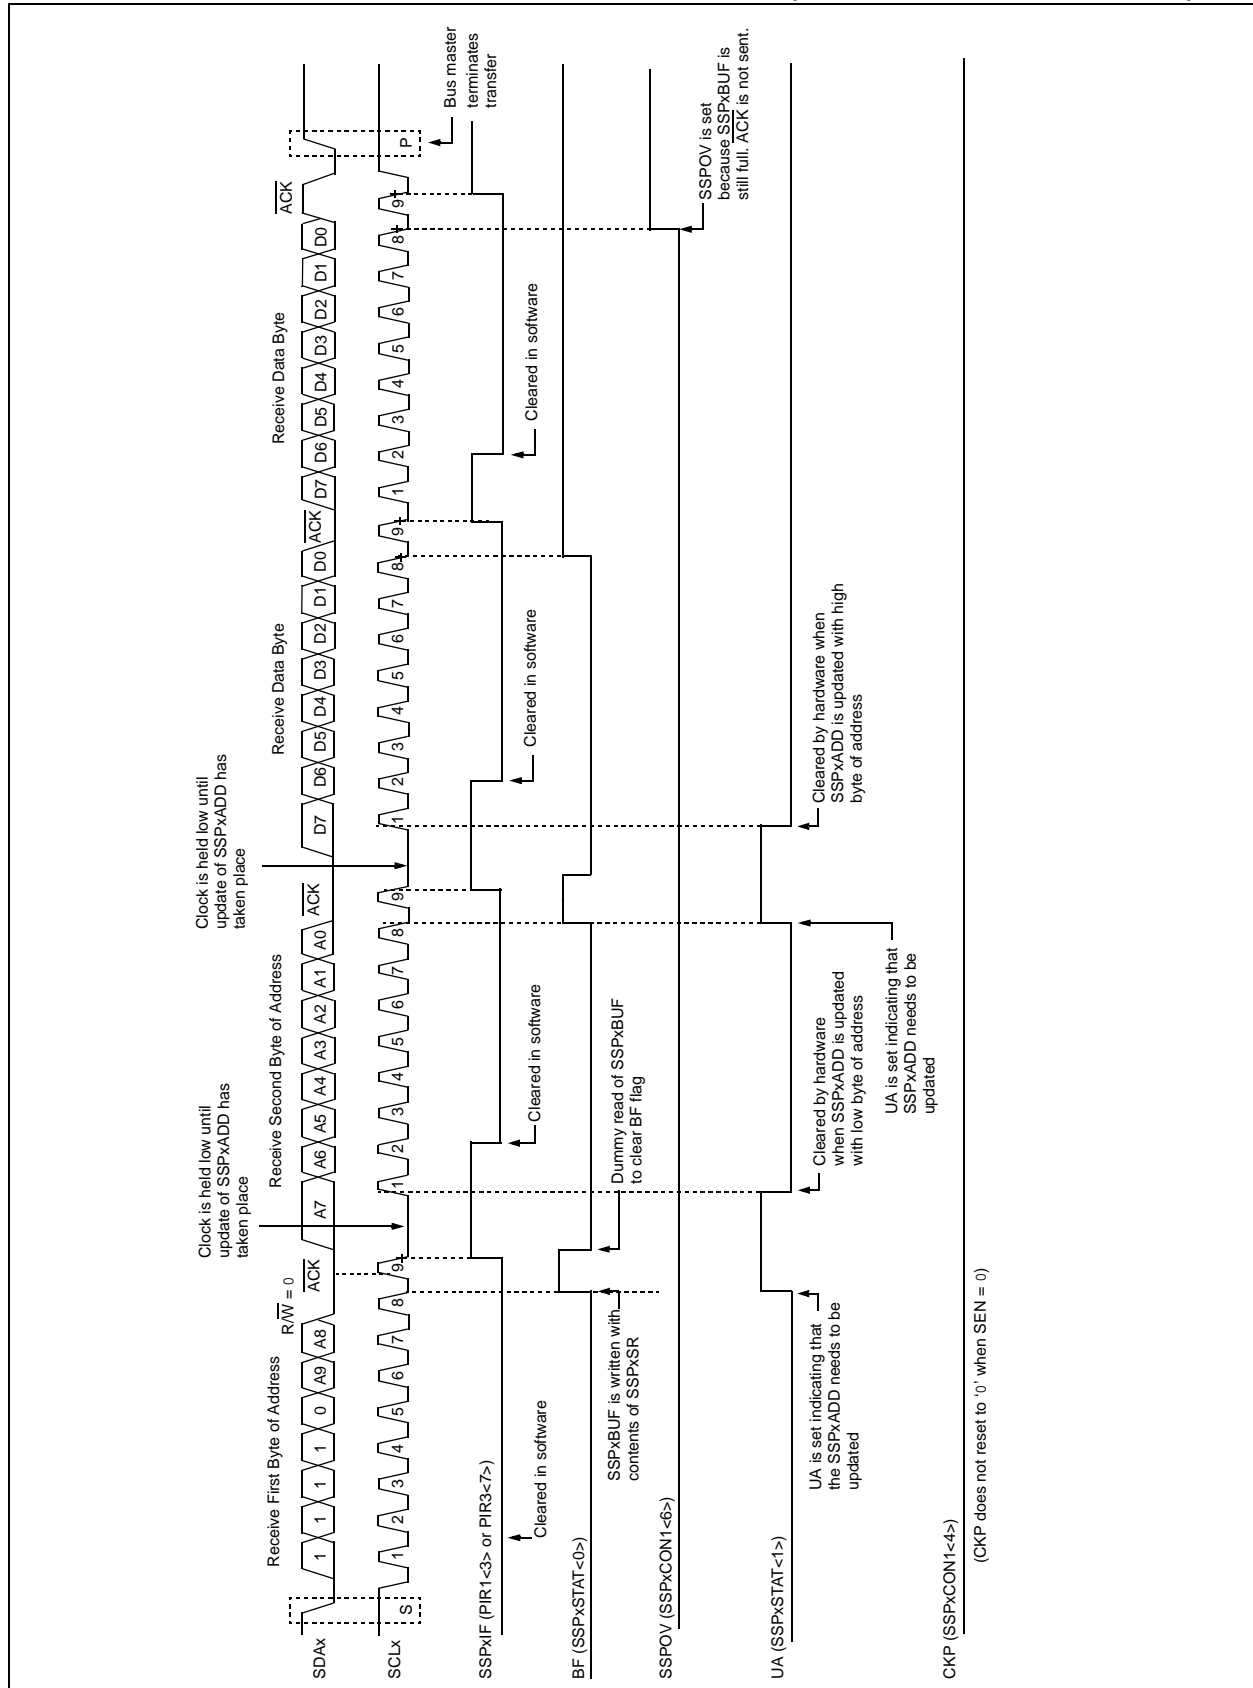 Clock is held low until
update of SSPxADD has
taken place
Clock is held low until
update of SSPxADD has
taken place
Receive First Byte of Address
R/W = 0
Receive Second Byte of Address
Receive Data Byte
Receive Data Byte
SDAx
1 1 1 1 0 A9 A8 ACK A7 A6 A5 A4 A3 A2 A1 A0 ACK D7 D6 D5 D4 D3 D2 D1 D0 ACK D7 D6 D5 D4 D3 D2 D1 D0 ACK
SCLx
S 1 2 3 4 5 6 7 8 9 1 2 3 4 5 6 7 8 9 1 2 3 4 5 6 7 8 9 1 2 3 4 5 6 7 8 9 P
Bus master
terminates
transfer
SSPxIF (PIR1<3> or PIR3<7>)
Cleared in software
Cleared in software
Cleared in software
Cleared in software
BF (SSPxSTAT<0>)
SSPxBUF is written with
contents of SSPxSR
Dummy read of SSPxBUF
to clear BF flag
SSPOV (SSPxCON1<6>)
SSPOV is set
because SSPxBUF is
still full. ACK is not sent.
UA (SSPxSTAT<1>)
UA is set indicating that
the SSPxADD needs to be
updated
Cleared by hardware
when SSPxADD is updated
with low byte of address
UA is set indicating that
SSPxADD needs to be
updated
Cleared by hardware when
SSPxADD is updated with high
byte of address
CKP (SSPxCON1<4>)
(CKP does not reset to ‘0’ when SEN = 0)